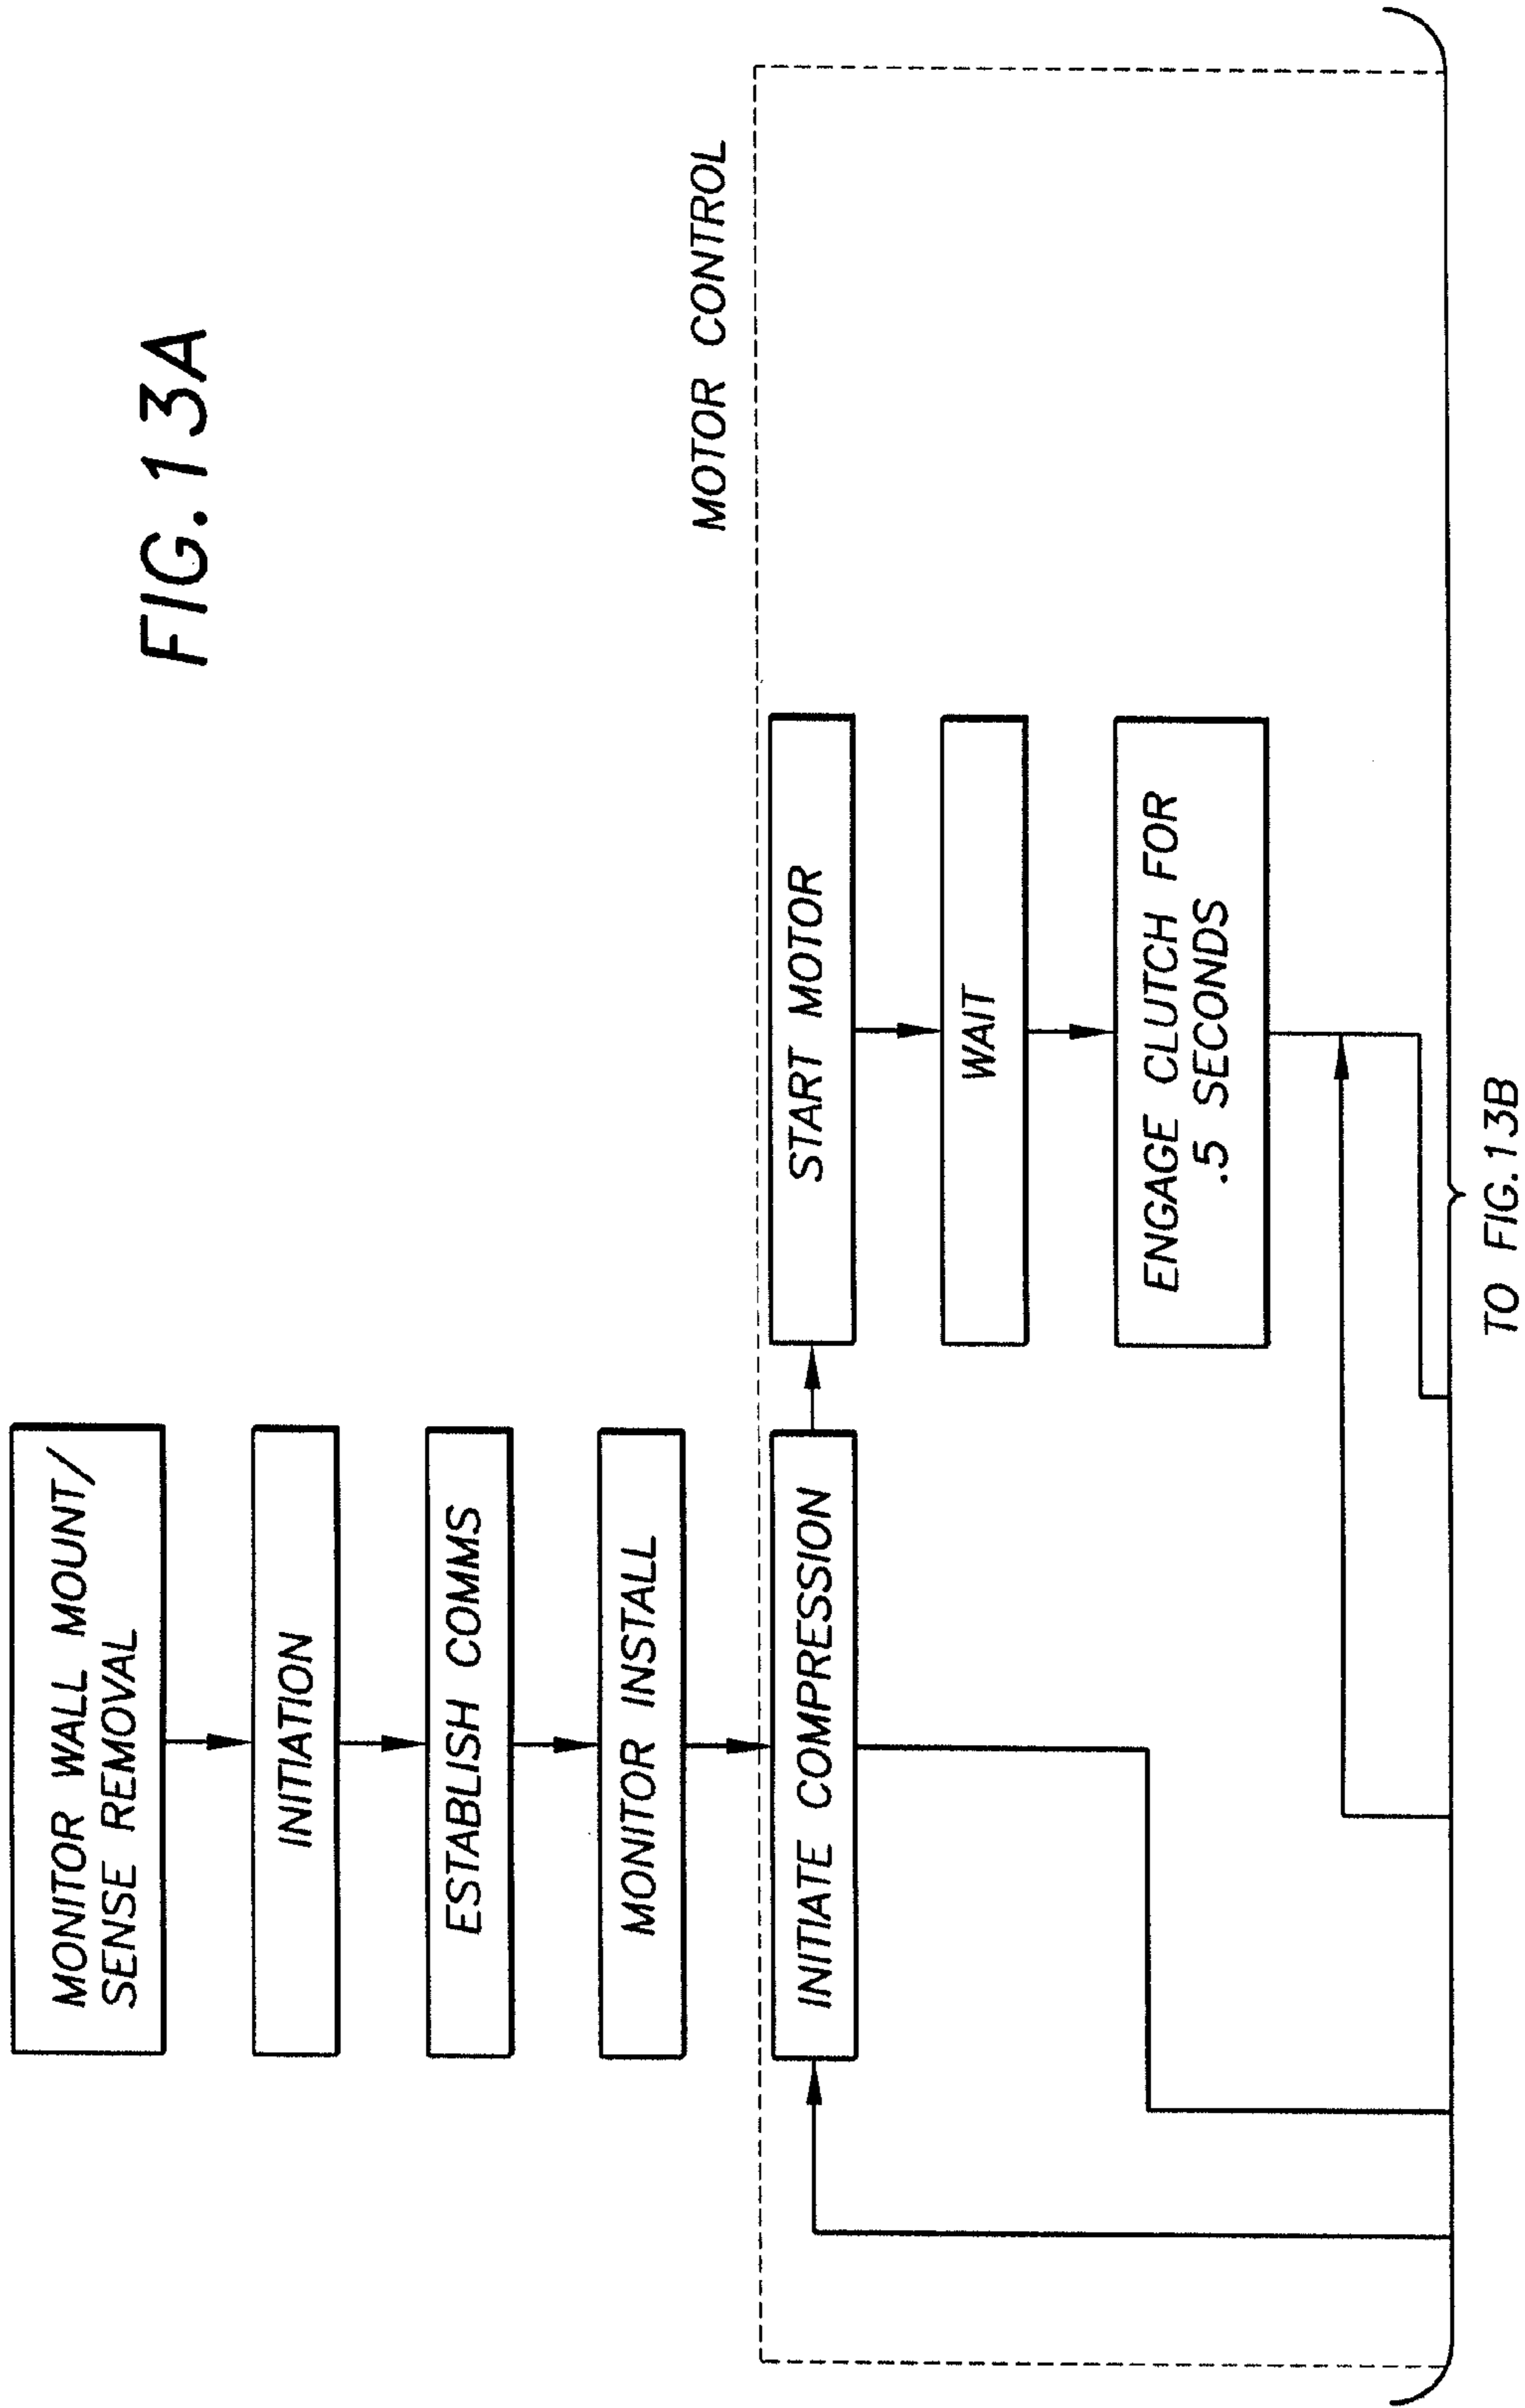 FIG. 13A
MONITOR WALL MOUNT/
SENSE REMOVAL
INITIATION
ESTABLISH COMMS
MONITOR INSTALL
MOTOR CONTROL
INITIATE COMPRESSION
START MOTOR
WAIT
ENGAGE CLUTCH FOR
.5 SECONDS
TO FIG. 13B